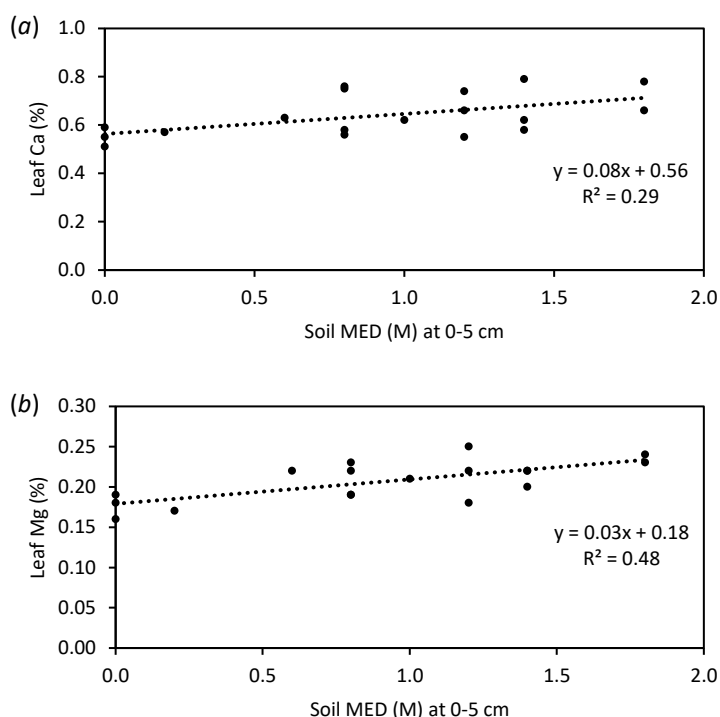 (a)
1.0
0.8
0.6
0.4
0.2
0.0
Leaf Ca (%)
y = 0.08x + 0.56
R² = 0.29
0.0 0.5 1.0 1.5 2.0
Soil MED (M) at 0-5 cm
(b)
0.30
0.25
0.20
0.15
0.10
0.05
0.00
Leaf Mg (%)
y = 0.03x + 0.18
R² = 0.48
0.0 0.5 1.0 1.5 2.0
Soil MED (M) at 0-5 cm